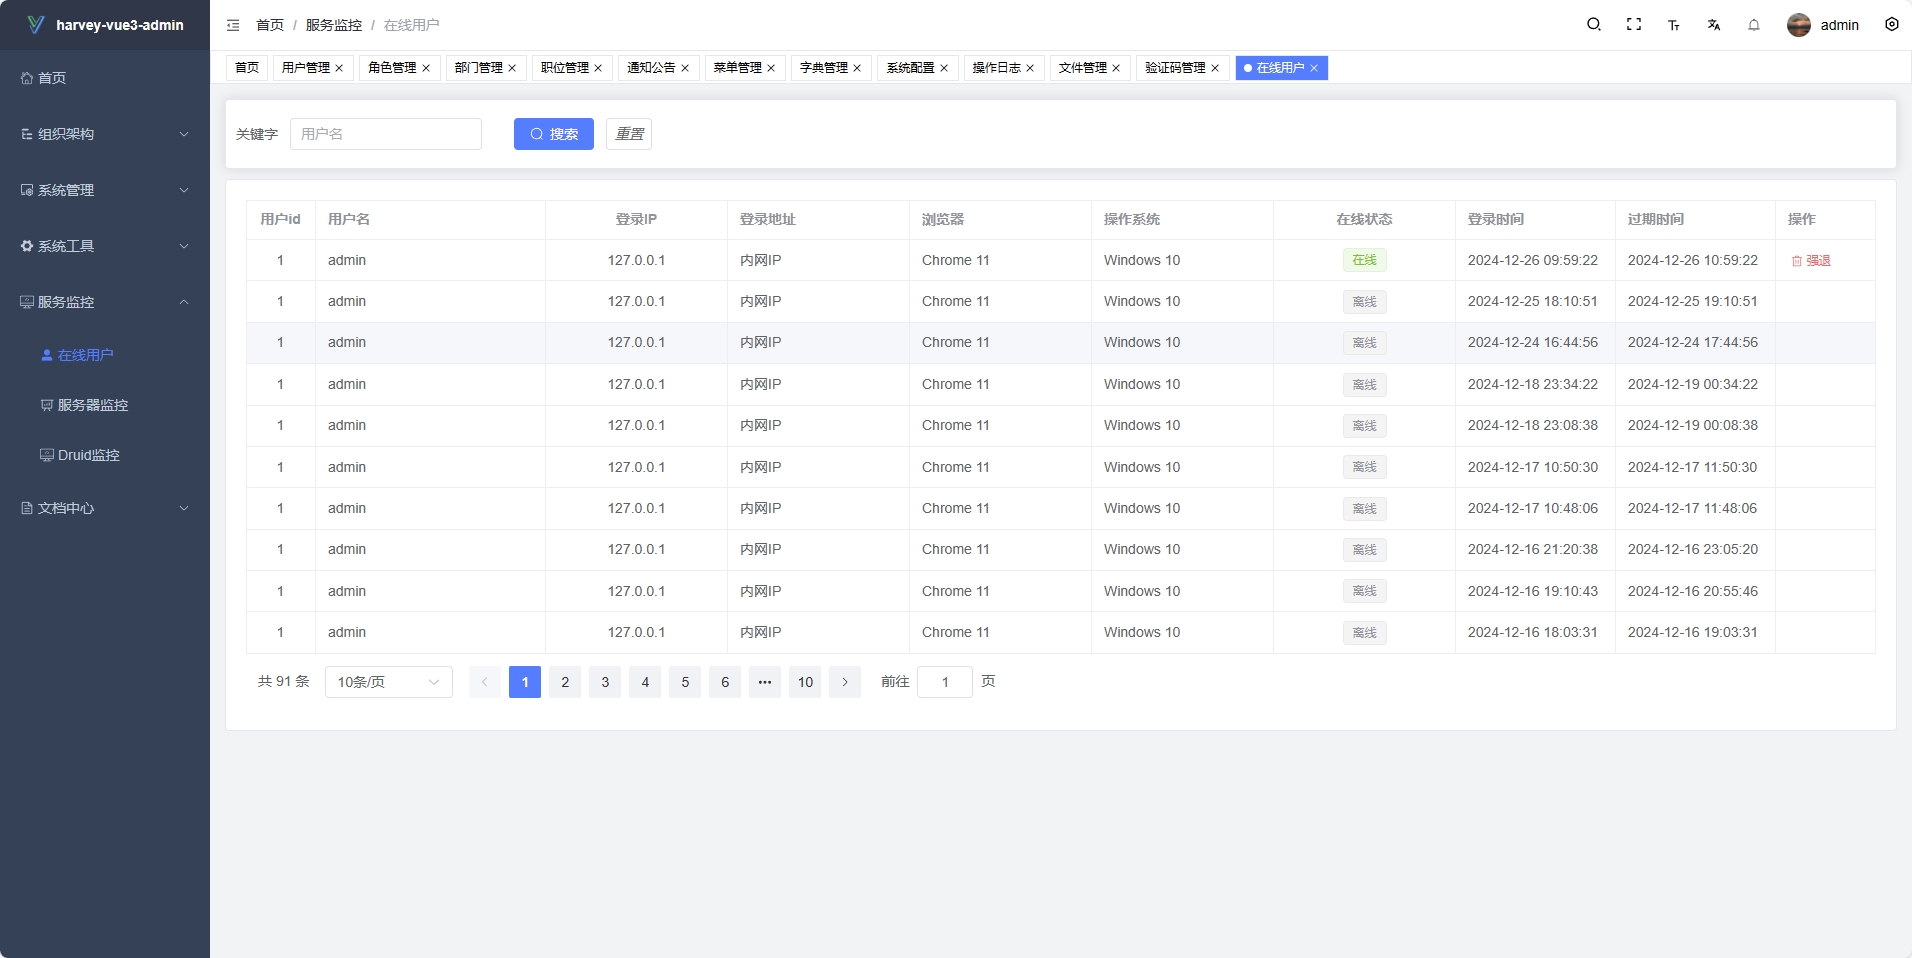 harvey-vue3-admin
首页 / 服务监控 / 在线用户
admin
首页
用户管理
角色管理
部门管理
职位管理
通知公告
菜单管理
字典管理
系统配置
操作日志
文件管理
验证码管理
在线用户
首页
组织架构
系统管理
系统工具
服务监控
在线用户
服务器监控
Druid监控
文档中心
关键字 用户名 搜索 重置
用户id 用户名 登录IP 登录地址 浏览器 操作系统 在线状态 登录时间 过期时间 操作
1 admin 127.0.0.1 内网IP Chrome 11 Windows 10 在线 2024-12-26 09:59:22 2024-12-26 10:59:22 强退
1 admin 127.0.0.1 内网IP Chrome 11 Windows 10 离线 2024-12-25 18:10:51 2024-12-25 19:10:51
1 admin 127.0.0.1 内网IP Chrome 11 Windows 10 离线 2024-12-24 16:44:56 2024-12-24 17:44:56
1 admin 127.0.0.1 内网IP Chrome 11 Windows 10 离线 2024-12-18 23:34:22 2024-12-19 00:34:22
1 admin 127.0.0.1 内网IP Chrome 11 Windows 10 离线 2024-12-18 23:08:38 2024-12-19 00:08:38
1 admin 127.0.0.1 内网IP Chrome 11 Windows 10 离线 2024-12-17 10:50:30 2024-12-17 11:50:30
1 admin 127.0.0.1 内网IP Chrome 11 Windows 10 离线 2024-12-17 10:48:06 2024-12-17 11:48:06
1 admin 127.0.0.1 内网IP Chrome 11 Windows 10 离线 2024-12-16 21:20:38 2024-12-16 23:05:20
1 admin 127.0.0.1 内网IP Chrome 11 Windows 10 离线 2024-12-16 19:10:43 2024-12-16 20:55:46
1 admin 127.0.0.1 内网IP Chrome 11 Windows 10 离线 2024-12-16 18:03:31 2024-12-16 19:03:31
共 91 条 10条/页 1 2 3 4 5 6 ••• 10 前往 1 页